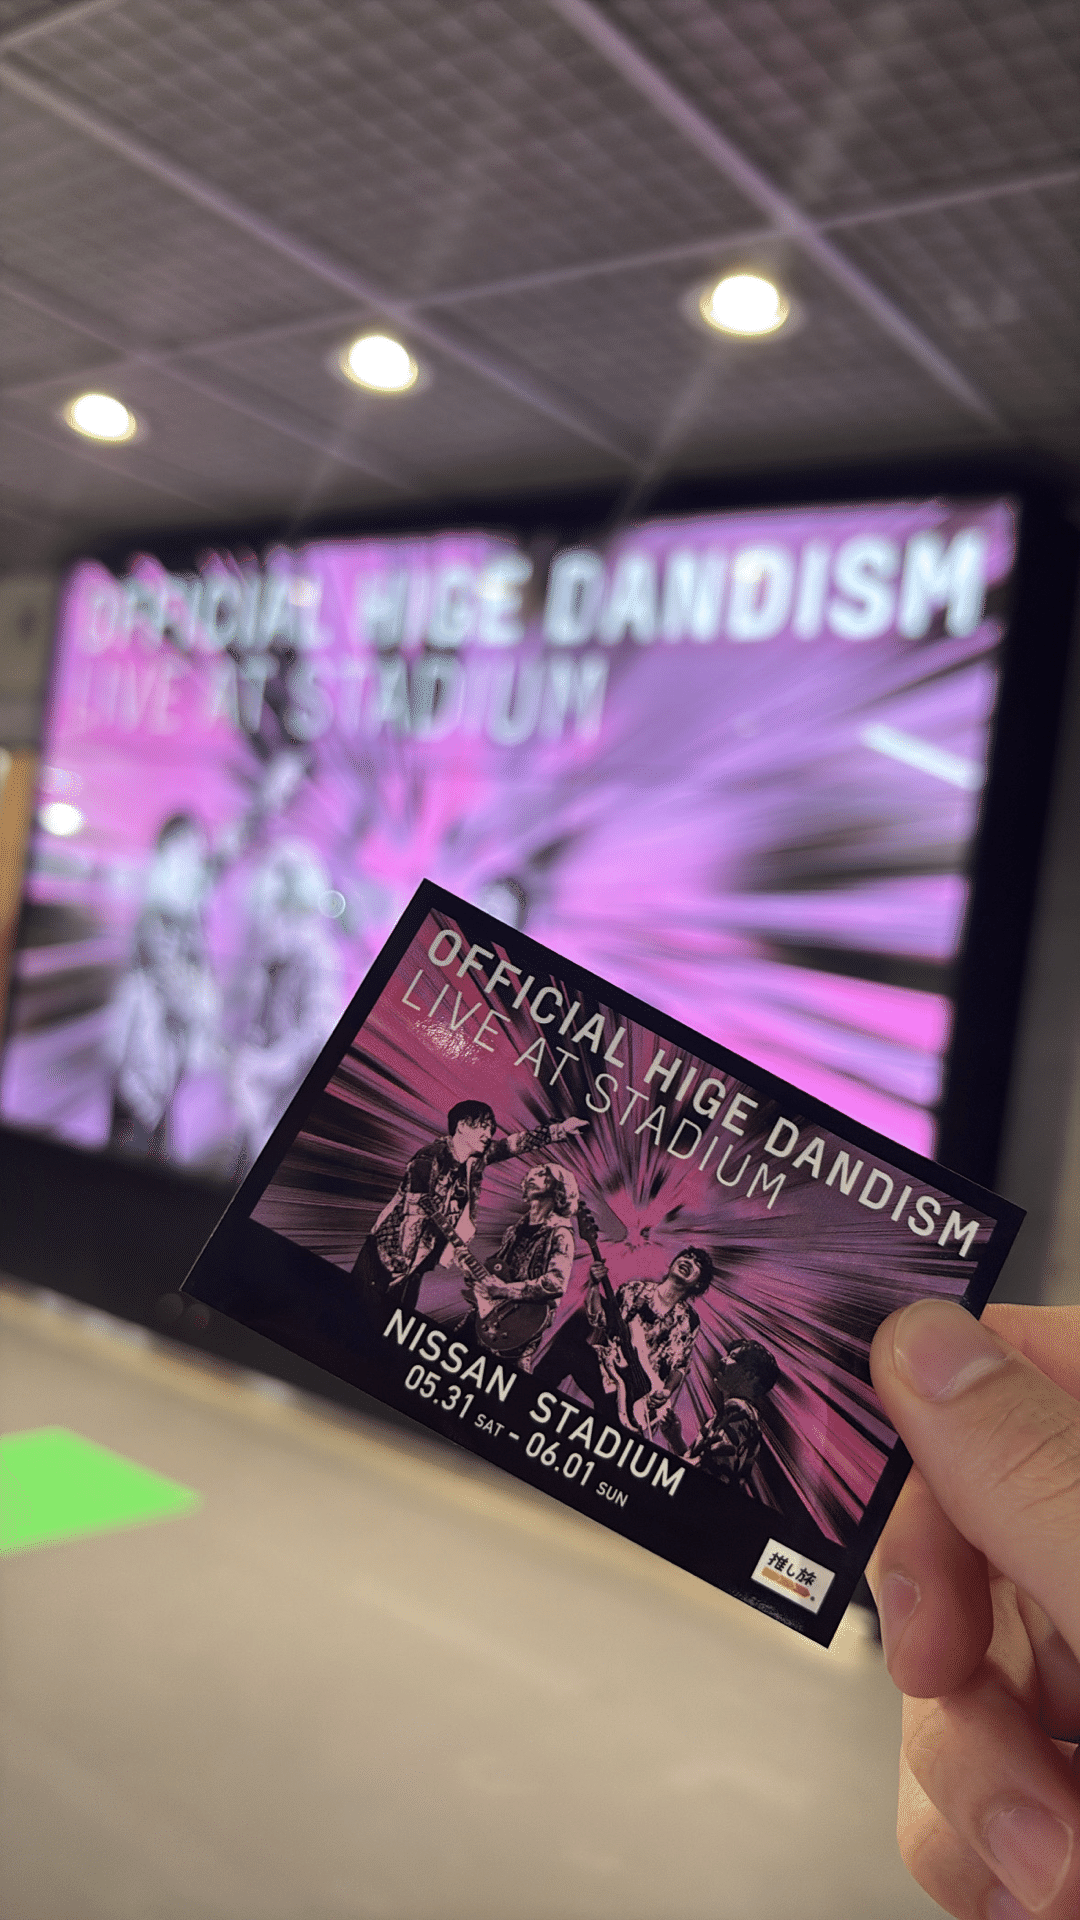 OFFICIAL HIGE DANDISM
LIVE AT STADIUM
OFFICIAL HIGE DANDISM
LIVE AT STADIUM
NISSAN STADIUM
05.31 SAT - 06.01 SUN
推し旅